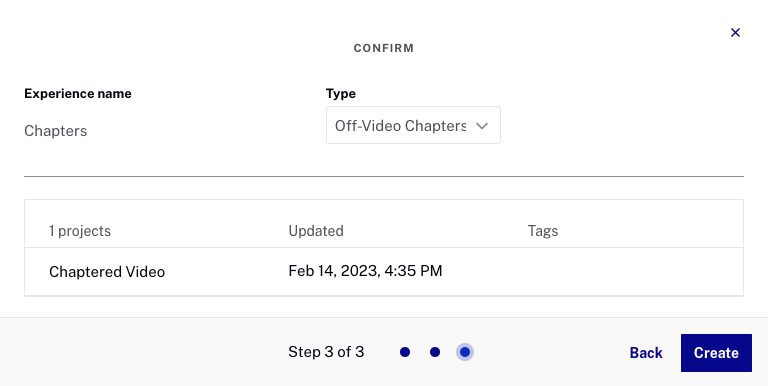 ×
CONFIRM
Experience name
Type
Chapters
Off-Video Chapters
1 projects
Updated
Tags
Chaptered Video
Feb 14, 2023, 4:35 PM
Step 3 of 3
Back
Create